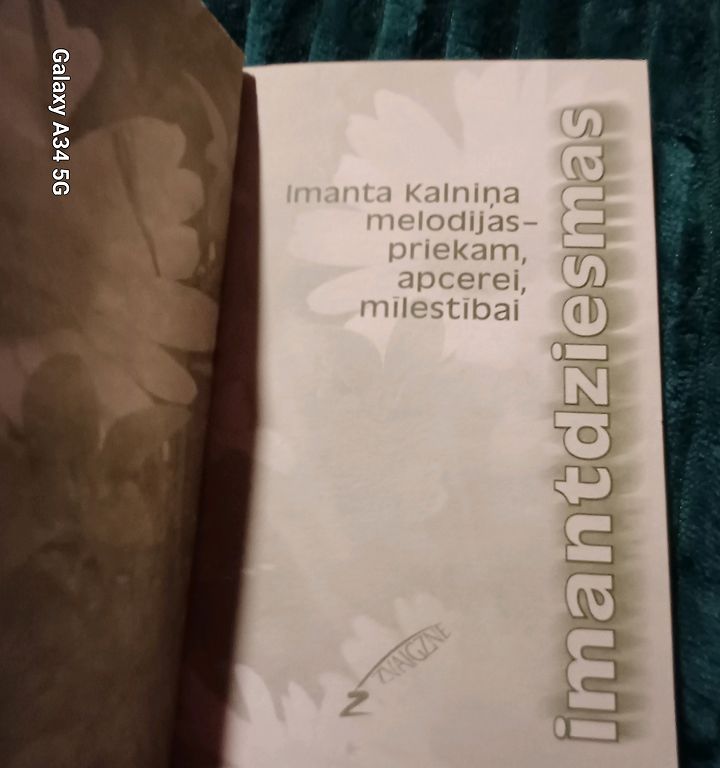 Imanta Kalniņa
melodijas–
priekam,
apcerei,
mīlestībai
imantdziesmas
Z
ZVAIGZNE
Galaxy A34 5G